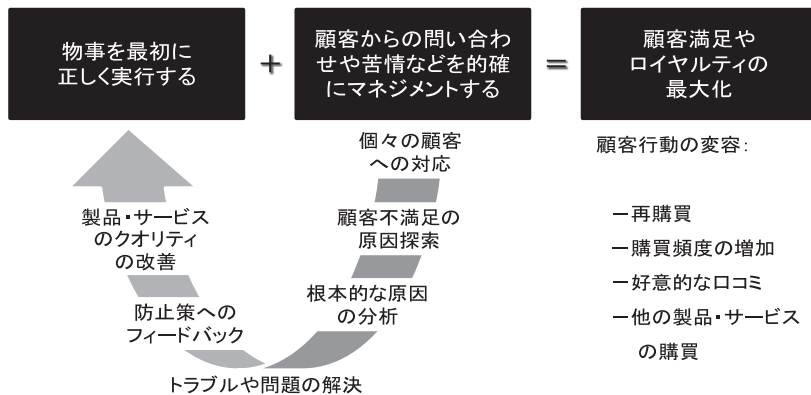 物事を最初に
正しく実行する
+
顧客からの問い合わ
せや苦情などを的確
にマネジメントする
=
顧客満足や
ロイヤルティの
最大化
個々の顧客
への対応
顧客不満足の
原因探索
根本的な原因
の分析
トラブルや問題の解決
防止策への
フィードバック
製品・サービス
のクオリティ
の改善
顧客行動の変容：
－再購買
－購買頻度の増加
－好意的な口コミ
－他の製品・サービス
の購買